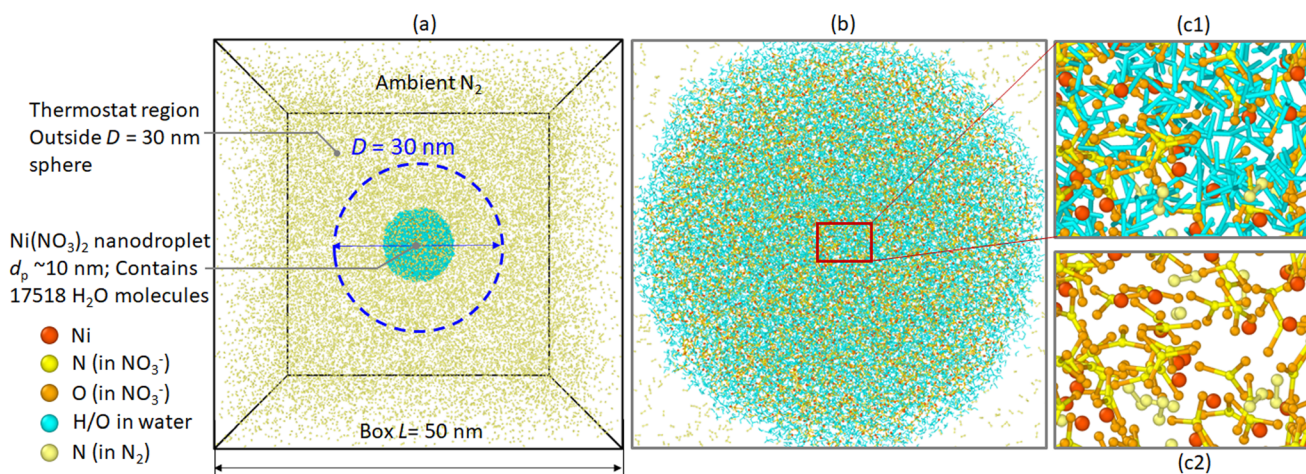 (a)
(b)
(c1)
Ambient N2
Thermostat region
Outside D = 30 nm
sphere
D = 30 nm
Ni(NO3)2 nanodroplet
dp ~10 nm; Contains
17518 H2O molecules
Ni
N (in NO3-)
O (in NO3-)
H/O in water
N (in N2)
Box L= 50 nm
(c2)